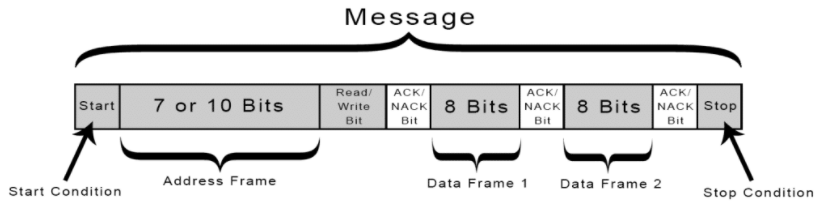 Message
Start
7 or 10 Bits
Read/
Write
Bit
ACK/
NACK
Bit
8 Bits
ACK/
NACK
Bit
8 Bits
ACK/
NACK
Bit
Stop
Start Condition
Address Frame
Data Frame 1
Data Frame 2
Stop Condition